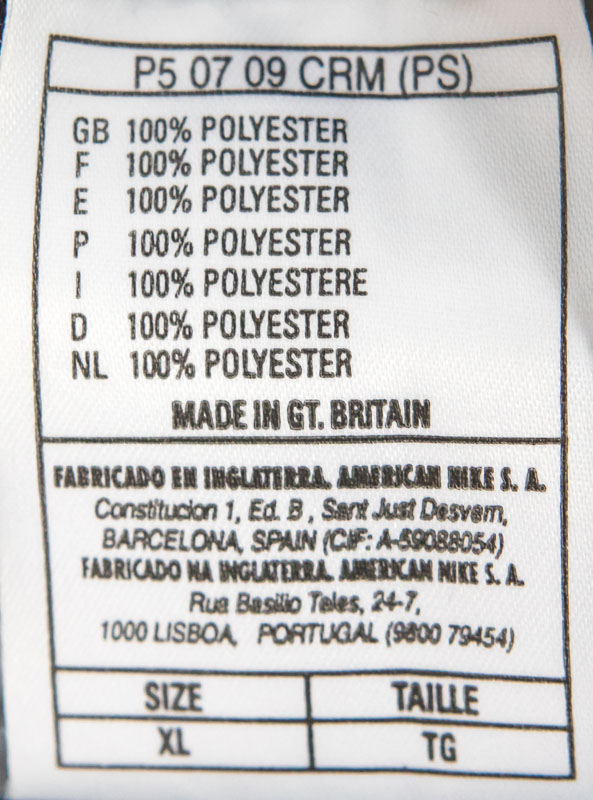 P5 07 09 CRM (PS)
GB 100% POLYESTER
F 100% POLYESTER
E 100% POLYESTER
P 100% POLYESTER
I 100% POLYESTERE
D 100% POLYESTER
NL 100% POLYESTER
MADE IN GT. BRITAIN
FABRICADO EN INGLATERRA. AMERICAN NIKE S. A.
Constitucion 1, Ed. B, Sant Just Desvern,
BARCELONA, SPAIN (CIF: A-59088054)
FABRICADO NA INGLATERRA. AMERICAN NIKE S. A.
Rua Basilio Teles, 24-7,
1000 LISBOA, PORTUGAL (9800 79454)
SIZE TAILLE
XL TG